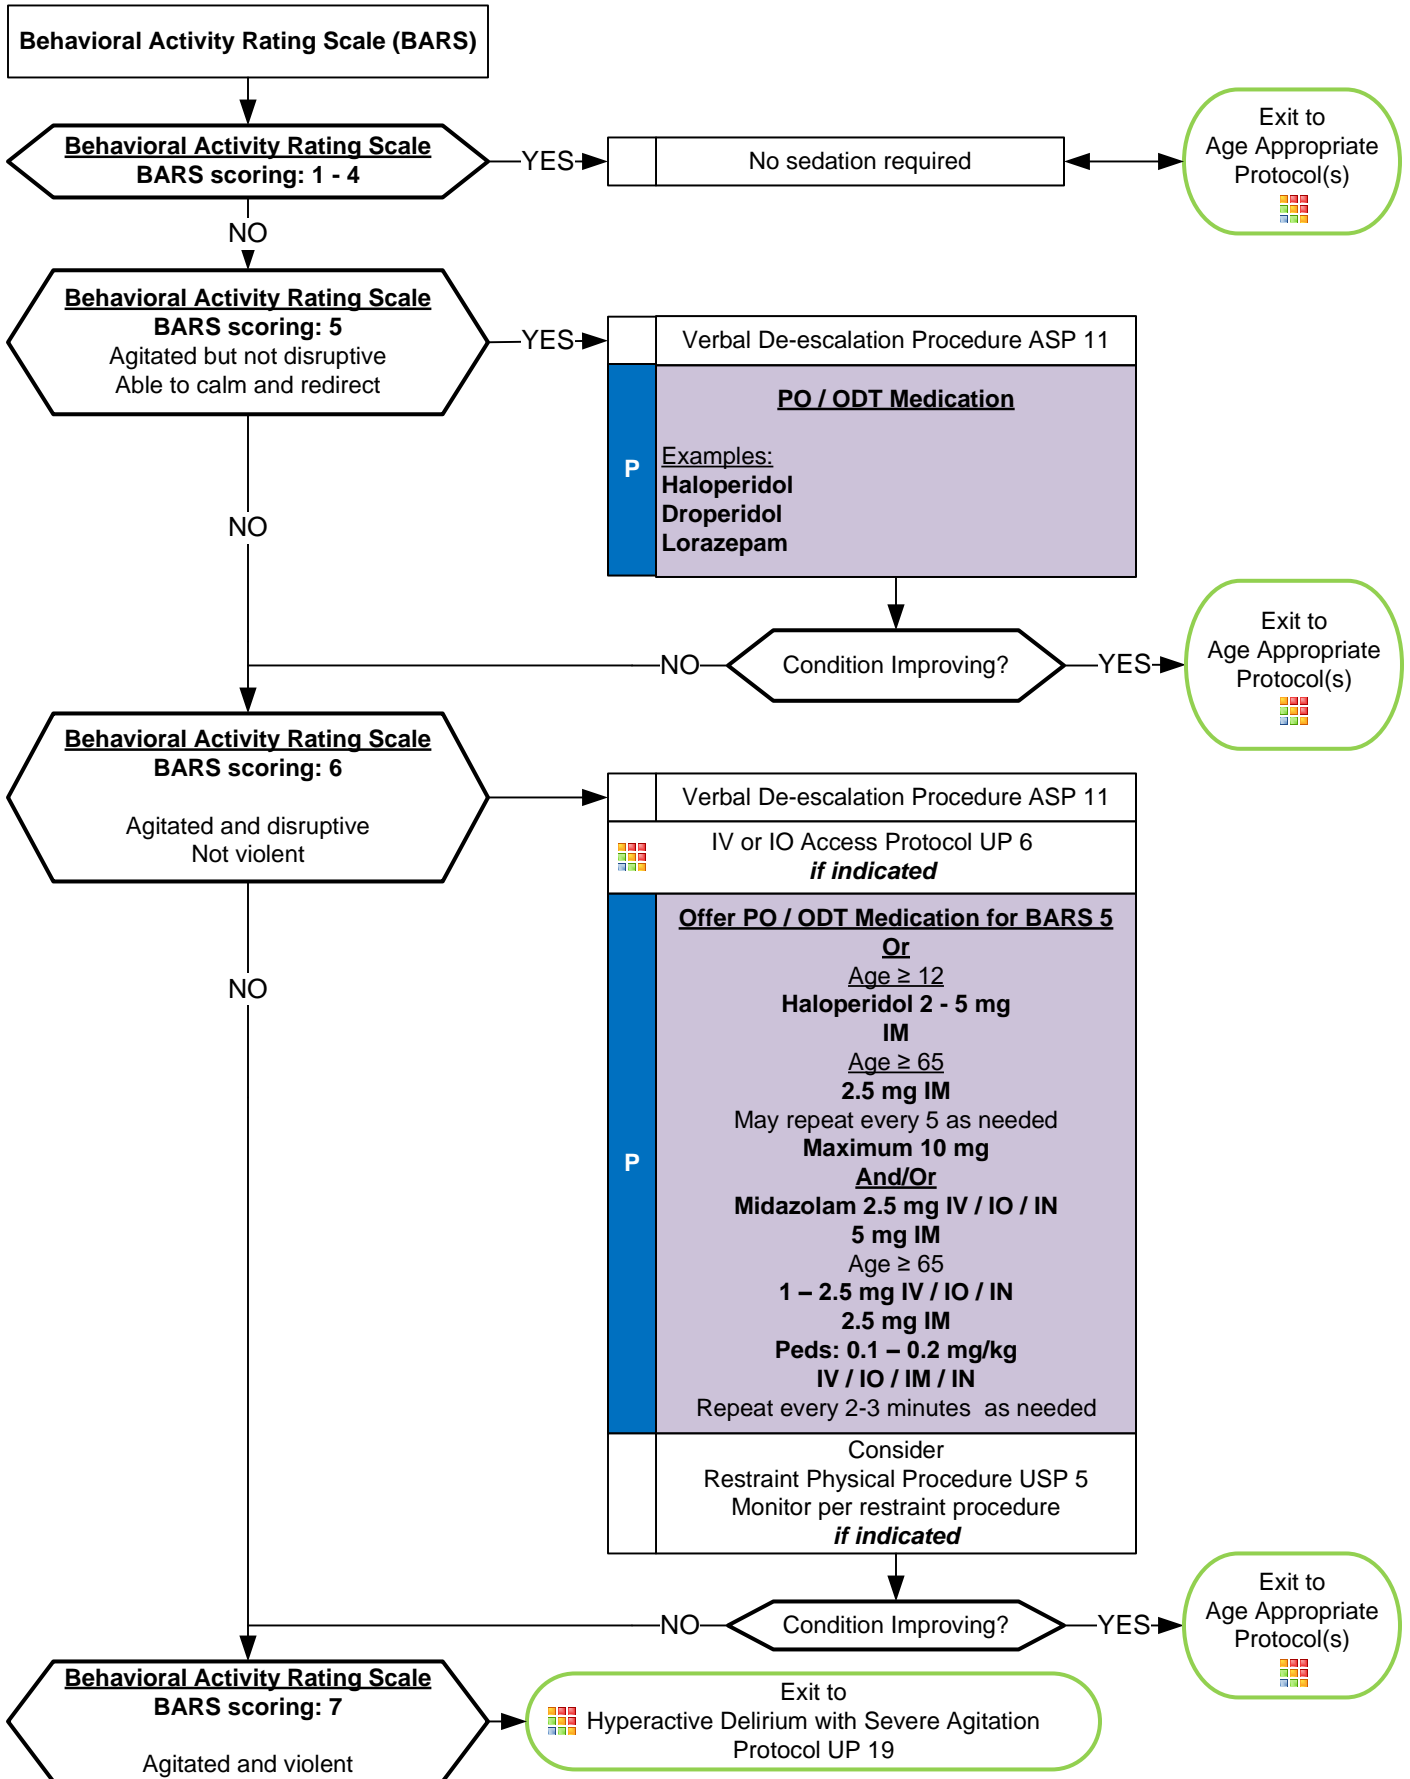 Behavioral Activity Rating Scale (BARS)
Behavioral Activity Rating Scale
BARS scoring: 1 - 4
YES
No sedation required
Exit to
Age Appropriate
Protocol(s)
NO
Behavioral Activity Rating Scale
BARS scoring: 5
Agitated but not disruptive
Able to calm and redirect
YES
Verbal De-escalation Procedure ASP 11
P
PO / ODT Medication
Examples:
Haloperidol
Droperidol
Lorazepam
NO
Condition Improving?
NO
YES
Exit to
Age Appropriate
Protocol(s)
Behavioral Activity Rating Scale
BARS scoring: 6
Agitated and disruptive
Not violent
Verbal De-escalation Procedure ASP 11
IV or IO Access Protocol UP 6
if indicated
P
Offer PO / ODT Medication for BARS 5
Or
Age ≥ 12
Haloperidol 2 - 5 mg
IM
Age ≥ 65
2.5 mg IM
May repeat every 5 as needed
Maximum 10 mg
And/Or
Midazolam 2.5 mg IV / IO / IN
5 mg IM
Age ≥ 65
1 – 2.5 mg IV / IO / IN
2.5 mg IM
Peds: 0.1 – 0.2 mg/kg
IV / IO / IM / IN
Repeat every 2-3 minutes  as needed
Consider
Restraint Physical Procedure USP 5
Monitor per restraint procedure
if indicated
NO
Condition Improving?
NO
YES
Exit to
Age Appropriate
Protocol(s)
Behavioral Activity Rating Scale
BARS scoring: 7
Agitated and violent
Exit to
Hyperactive Delirium with Severe Agitation
Protocol UP 19